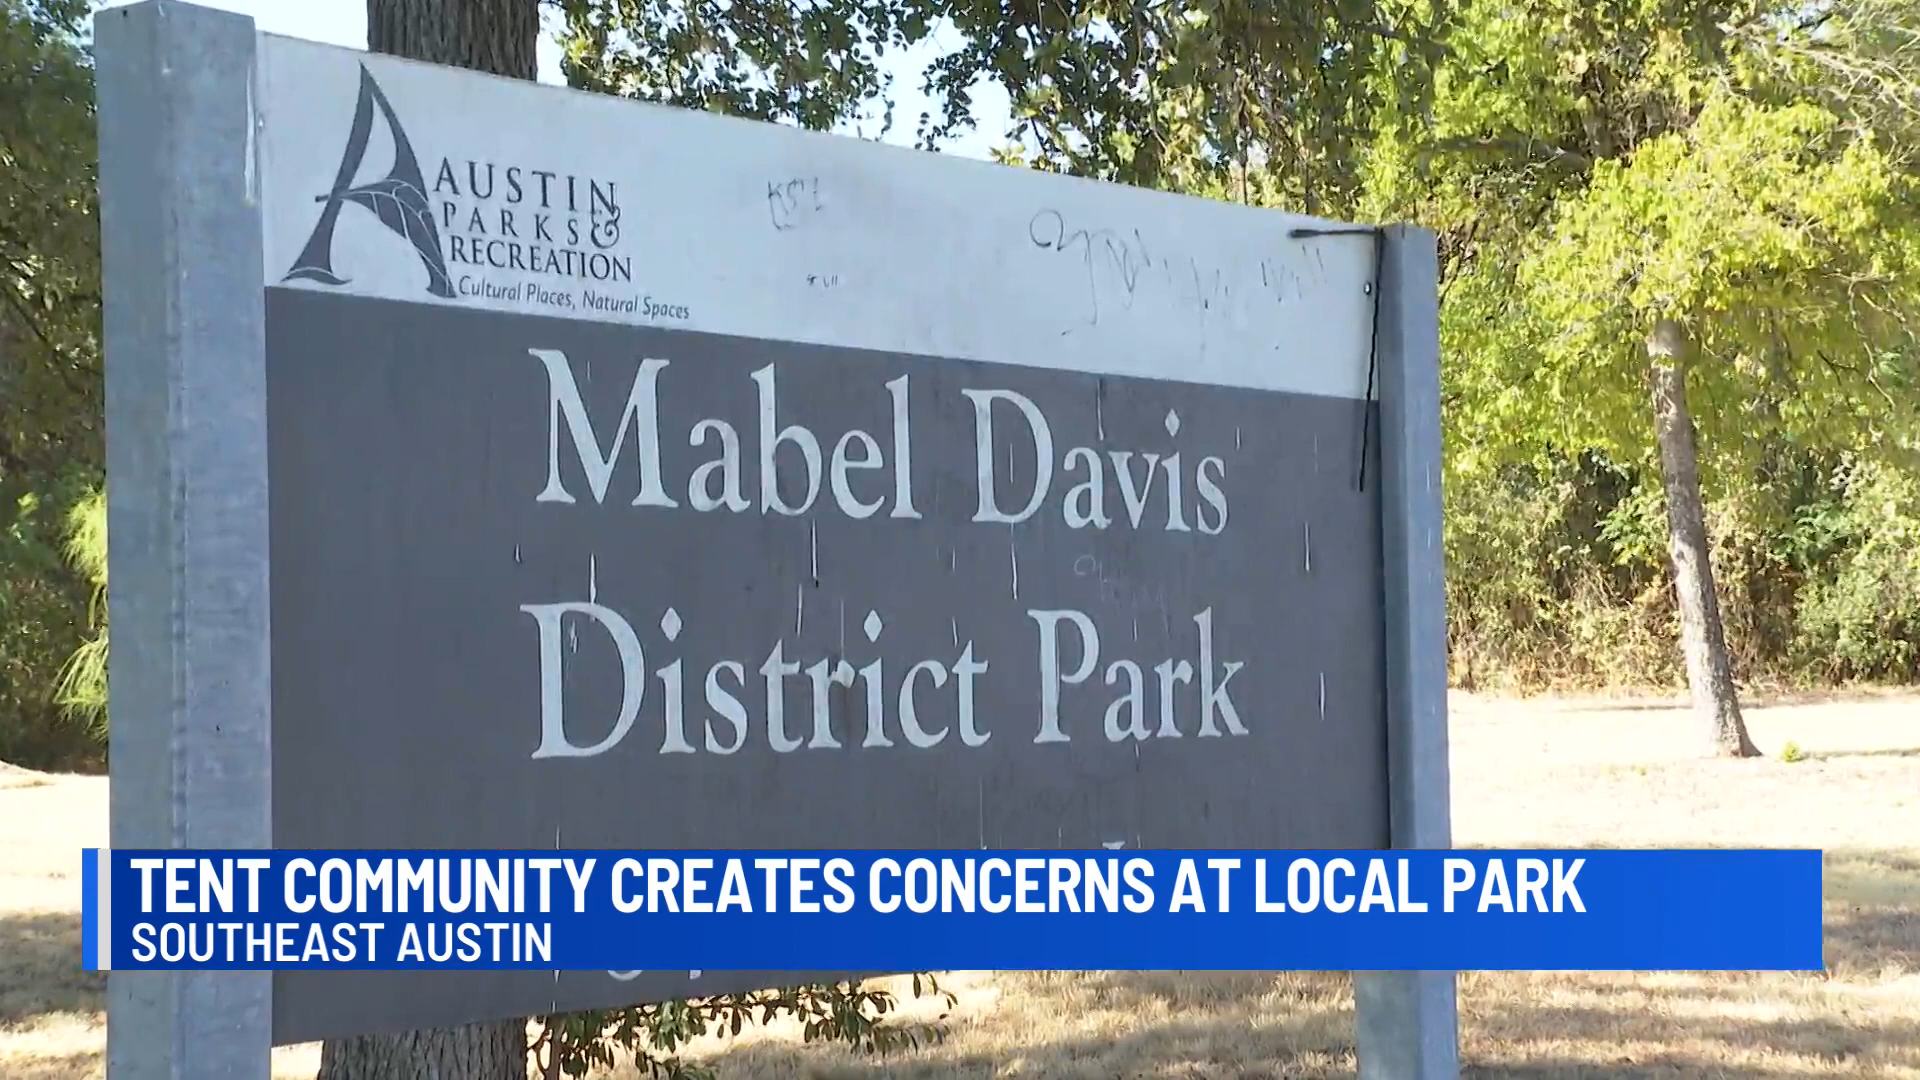 AUSTIN
PARKS &
RECREATION
Cultural Places, Natural Spaces
Mabel Davis
District Park
TENT COMMUNITY CREATES CONCERNS AT LOCAL PARK
SOUTHEAST AUSTIN